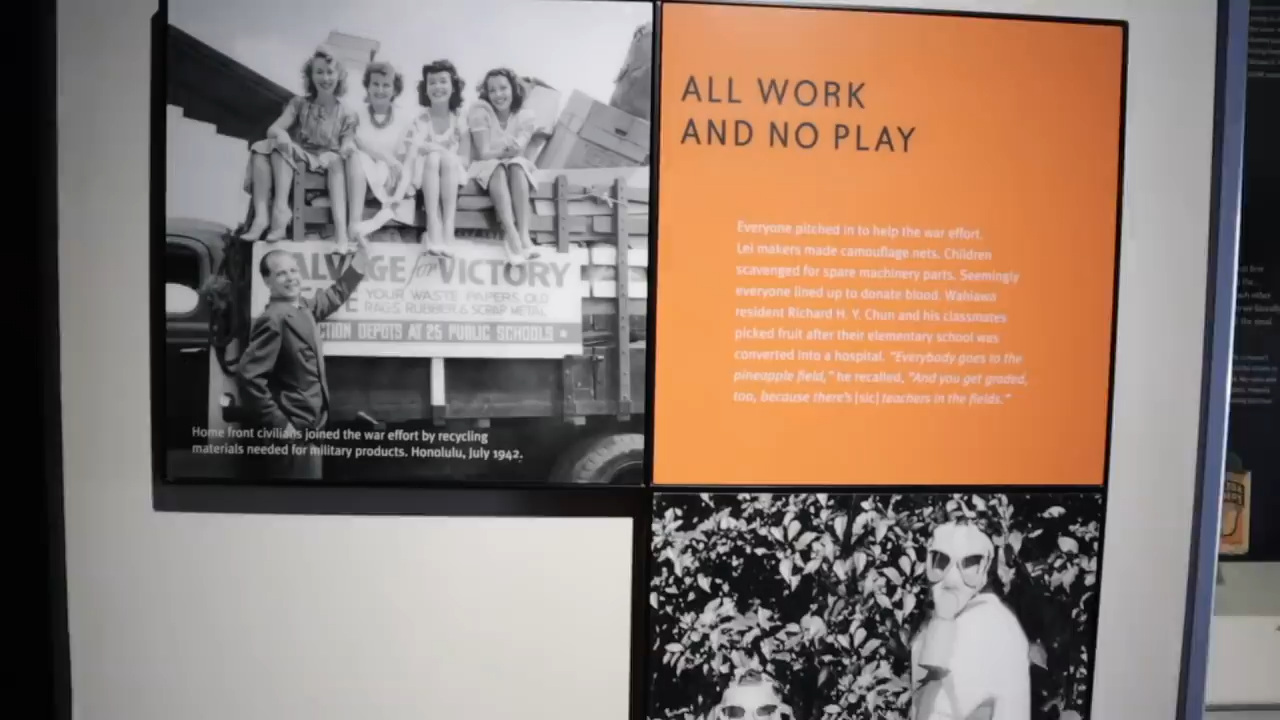 ALL WORK
AND NO PLAY
Everyone pitched in to help the war effort.
Lei makers made camouflage nets. Children
scavenged for spare machinery parts. Seemingly
everyone lined up to donate blood. Wahiawa
resident Richard H. Y. Chun and his classmates
picked fruit after their elementary school was
converted into a hospital. “Everybody goes to the
pineapple field,” he recalled, “And you get graded,
too, because there’s [sic] teachers in the fields.”
ALVAGE for VICTORY
YOUR WASTE PAPERS, OLD
RAGS, RUBBER & SCRAP METAL
CTION DEPOTS AT 25 PUBLIC SCHOOLS
Home front civilians joined the war effort by recycling
materials needed for military products. Honolulu, July 1942.